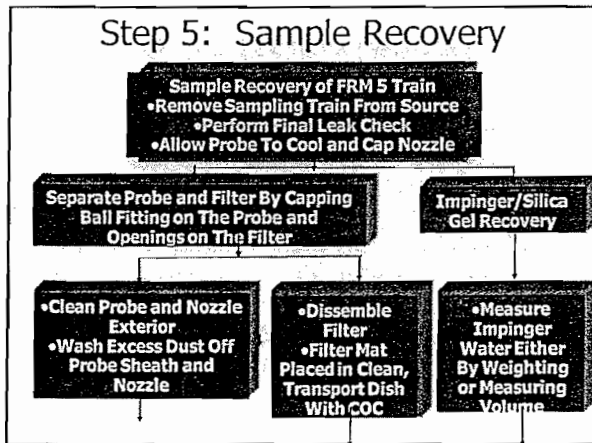 Step 5: Sample Recovery
Sample Recovery of FRM 5 Train
•Remove Sampling Train From Source
•Perform Final Leak Check
•Allow Probe To Cool and Cap Nozzle
Separate Probe and Filter By Capping
Ball Fitting on The Probe and
Openings on The Filter
Impinger/Silica
Gel Recovery
•Clean Probe and Nozzle
Exterior
•Wash Excess Dust Off
Probe Sheath and
Nozzle
• Dissemble
Filter
• Filter Mat
Placed in Clean,
Transport Dish
With COC
• Measure
Impinger
Water Either
By Weighting
or Measuring
Volume